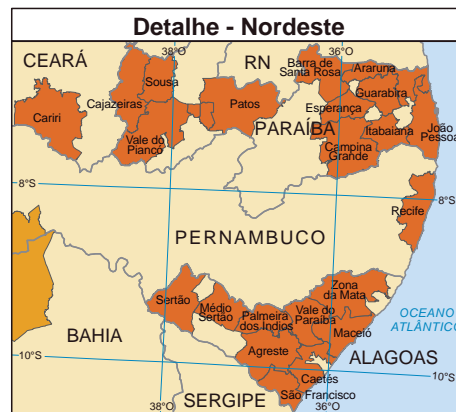 Detalhe - Nordeste
38°O
36°O
CEARÁ
RN
Barra de
Santa Rosa
Araruna
Sousa
Cajazeiras
Patos
Guarabira
Esperança
Cariri
PARAÍBA
Itabaiana
João
Pessoa
Vale do
Piancó
Campina
Grande
8°S
8°S
Recife
PERNAMBUCO
Zona
da Mata
Sertão
Médio
Sertão
Palmeira
dos Índios
Vale do
Paraíba
Maceió
OCEANO
ATLÂNTICO
BAHIA
Agreste
10°S
ALAGOAS
10°S
Caetés
São Francisco
SERGIPE
38°O
36°O